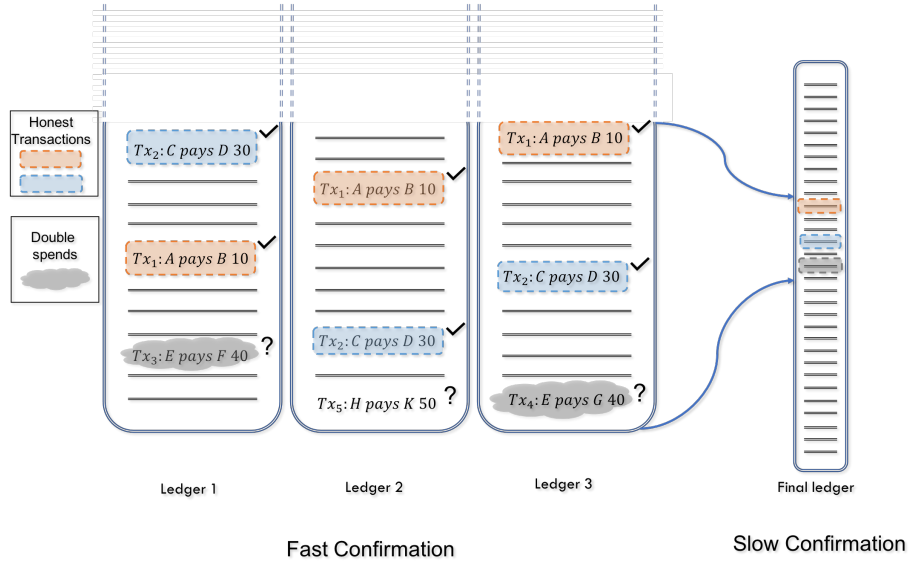 Honest
Transactions
Double
spends
Tx₂: C pays D 30
Tx₁: A pays B 10
Tx₃: E pays F 40 ?
Ledger 1
Tx₁: A pays B 10
Tx₂: C pays D 30
Tx₅: H pays K 50 ?
Ledger 2
Tx₁: A pays B 10
Tx₂: C pays D 30
Tx₄: E pays G 40 ?
Ledger 3
Final ledger
Fast Confirmation
Slow Confirmation